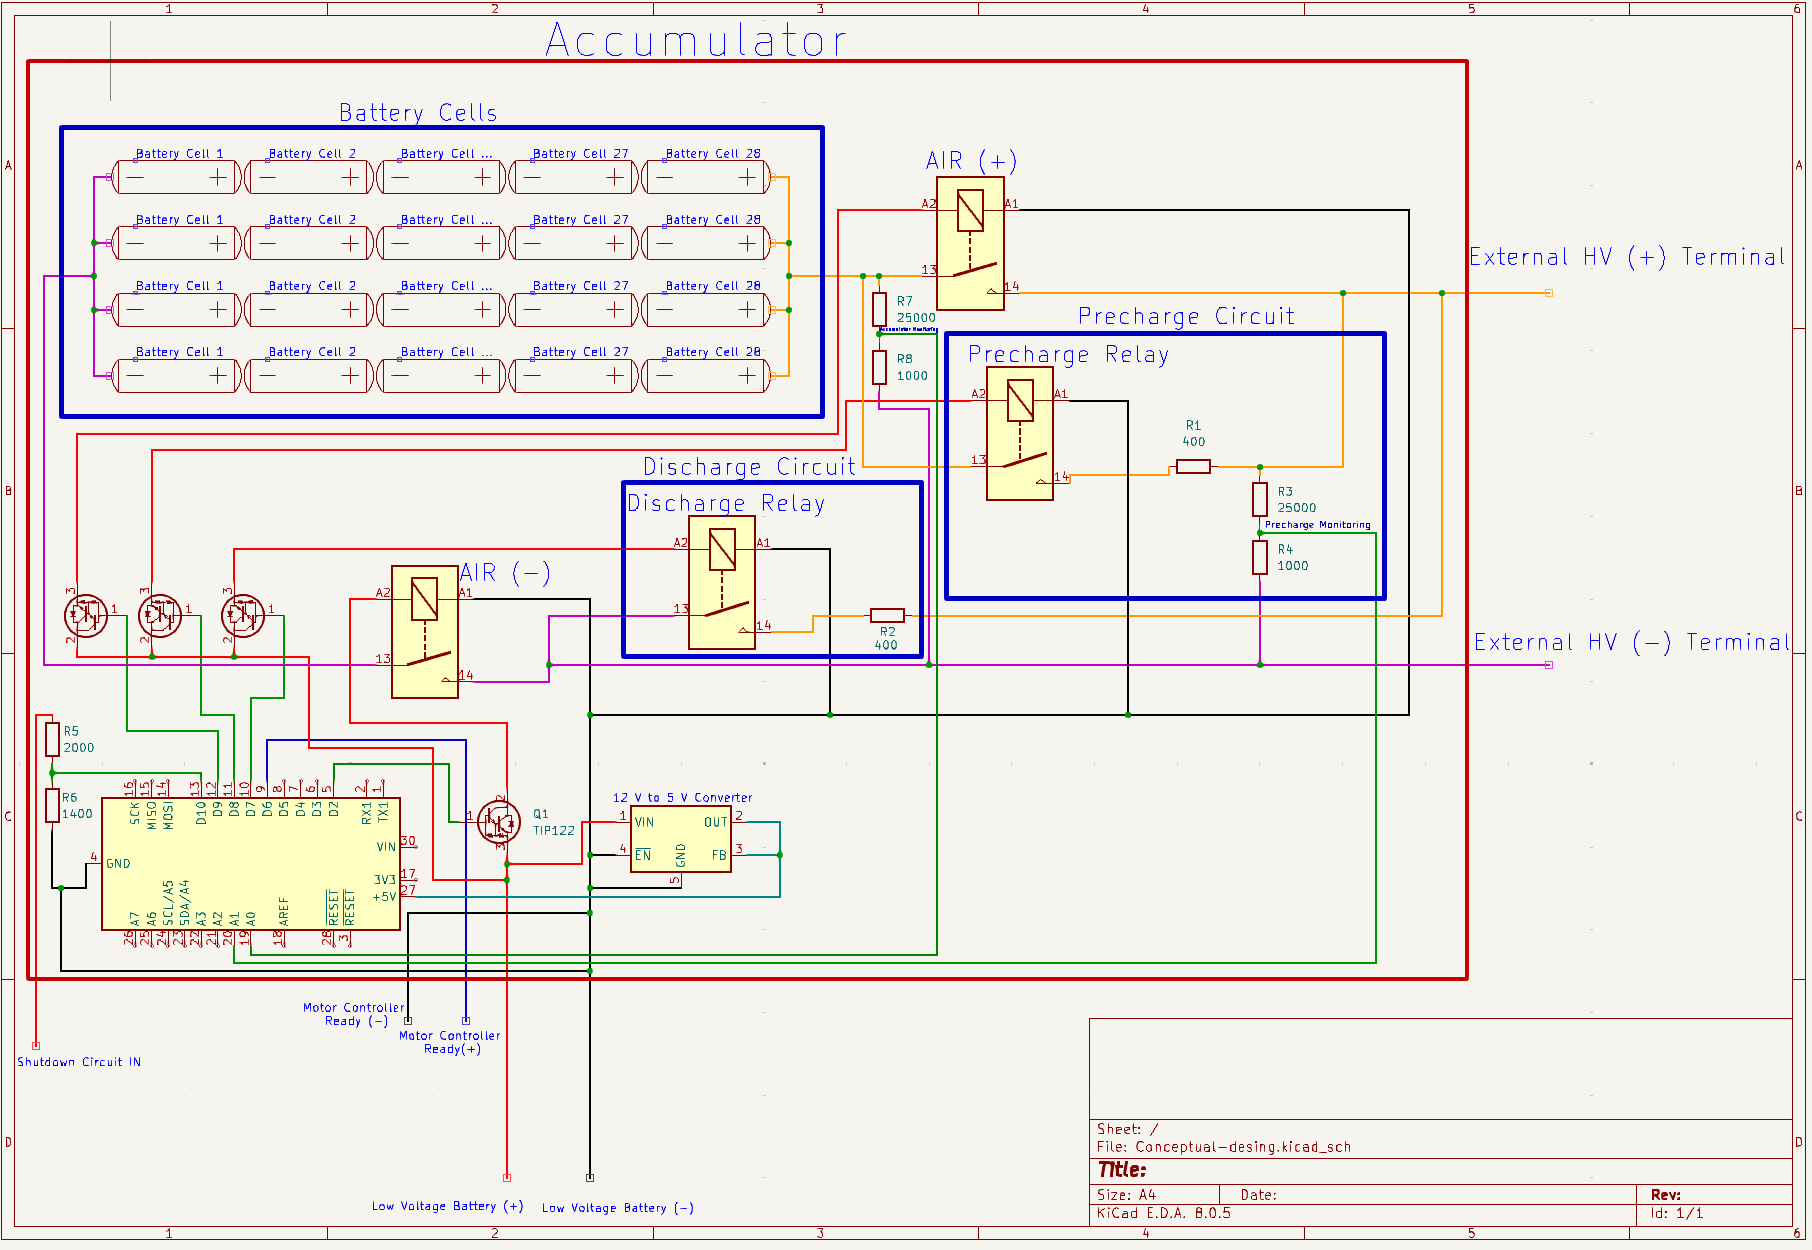 1 2 3 4 5 6
Accumulator
Battery Cells
A
A
Battery Cell 1 Battery Cell 2 Battery Cell ... Battery Cell 27 Battery Cell 28
Battery Cell 1 Battery Cell 2 Battery Cell ... Battery Cell 27 Battery Cell 28
Battery Cell 1 Battery Cell 2 Battery Cell ... Battery Cell 27 Battery Cell 28
Battery Cell 1 Battery Cell 2 Battery Cell ... Battery Cell 27 Battery Cell 28
AIR (+)
A2 A1
13
14
External HV (+) Terminal
R7
25000
Accumulator Monitoring
R8
1000
Precharge Circuit
Precharge Relay
A2 A1
13
14
R1
400
R3
25000
Precharge Monitoring
R4
1000
B
B
Discharge Circuit
Discharge Relay
A2 A1
13
14
R2
400
AIR (-)
A2 A1
13
14
External HV (-) Terminal
3 3 3
1 1 1
2 2 2
R5
2000
R6
1400
C
C
16 15 14 13 12 11 10 9 8 7 6 5 2 1
SCK MISO MOSI D10 D9 D8 D7 D6 D5 D4 D3 D2 RX1 TX1
4 GND
VIN 30
3V3 17
+5V 27
A7 A6 SCL/A5 SDA/A4 A3 A2 A1 A0 AREF RESET RESET
26 25 24 23 22 21 20 19 18 28 3
2
1
3
Q1
TIP122
12 V to 5 V Converter
1 VIN OUT 2
4 EN GND FB 3
5
Motor Controller
Ready (-)
Motor Controller
Ready(+)
Shutdown Circuit IN
Low Voltage Battery (+)
Low Voltage Battery (-)
D
D
Sheet: /
File: Conceptual-desing.kicad_sch
Title:
Size: A4 Date: Rev:
KiCad E.D.A. 8.0.5 Id: 1/1
1 2 3 4 5 6